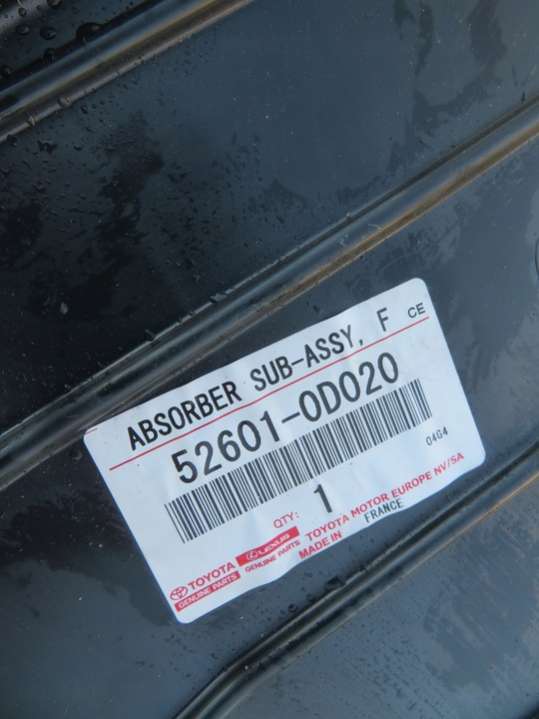 ABSORBER SUB-ASSY, F CE
52601-0D020
0404
QTY: 1
TOYOTA GENUINE PARTS
LEXUS GENUINE PARTS
TOYOTA MOTOR EUROPE NV/SA
MADE IN FRANCE